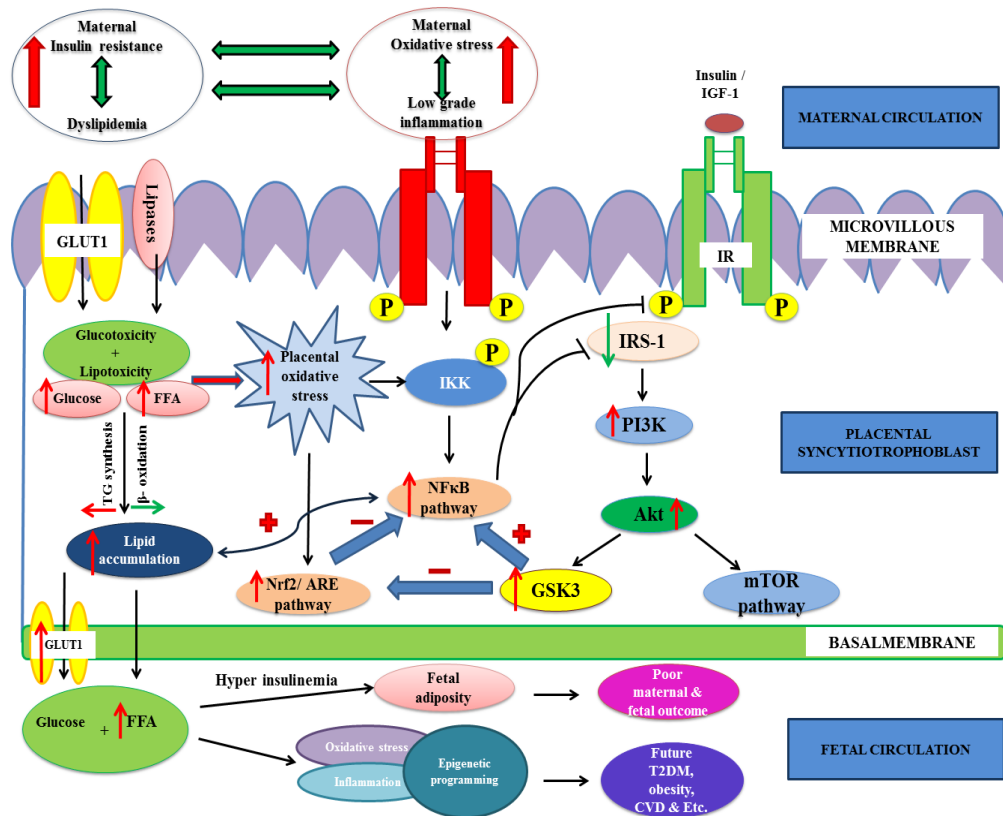 Maternal
Insulin resistance
Dyslipidemia
Maternal
Oxidative stress
Low grade
inflammation
Insulin /
IGF-1
MATERNAL CIRCULATION
GLUT1
Lipases
IR
MICROVILLOUS
MEMBRANE
P
P
P
P
Glucotoxicity
+
Lipotoxicity
Glucose
FFA
Placental
oxidative
stress
P
IKK
IRS-1
PI3K
PLACENTAL
SYNCYTIOTROPHOBLAST
TG synthesis
β- oxidation
NFκB
pathway
Akt
+
−
+
−
Lipid
accumulation
Nrf2/ ARE
pathway
GSK3
mTOR
pathway
GLUT1
BASALMEMBRANE
Glucose
+
FFA
Hyper insulinemia
Fetal
adiposity
Poor
maternal &
fetal outcome
Oxidative stress
Inflammation
Epigenetic
programming
Future
T2DM,
obesity,
CVD & Etc.
FETAL CIRCULATION